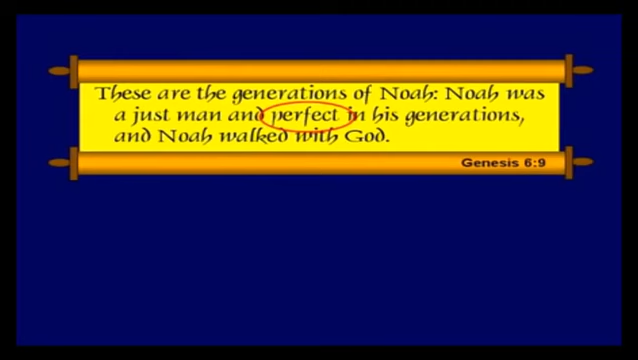 These are the generations of Noah: Noah was
a just man and perfect in his generations,
and Noah walked with God.
Genesis 6:9